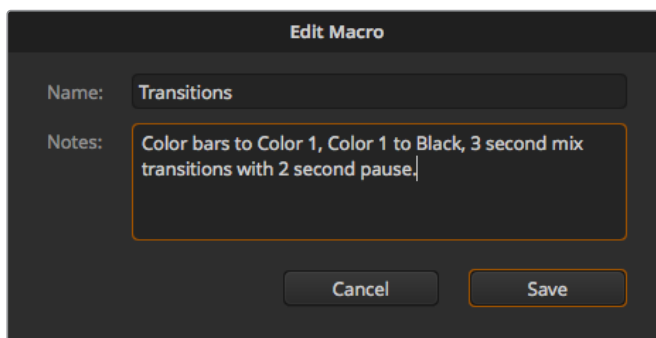 Edit Macro
Name: Transitions
Notes: Color bars to Color 1, Color 1 to Black, 3 second mix
transitions with 2 second pause.
Cancel Save